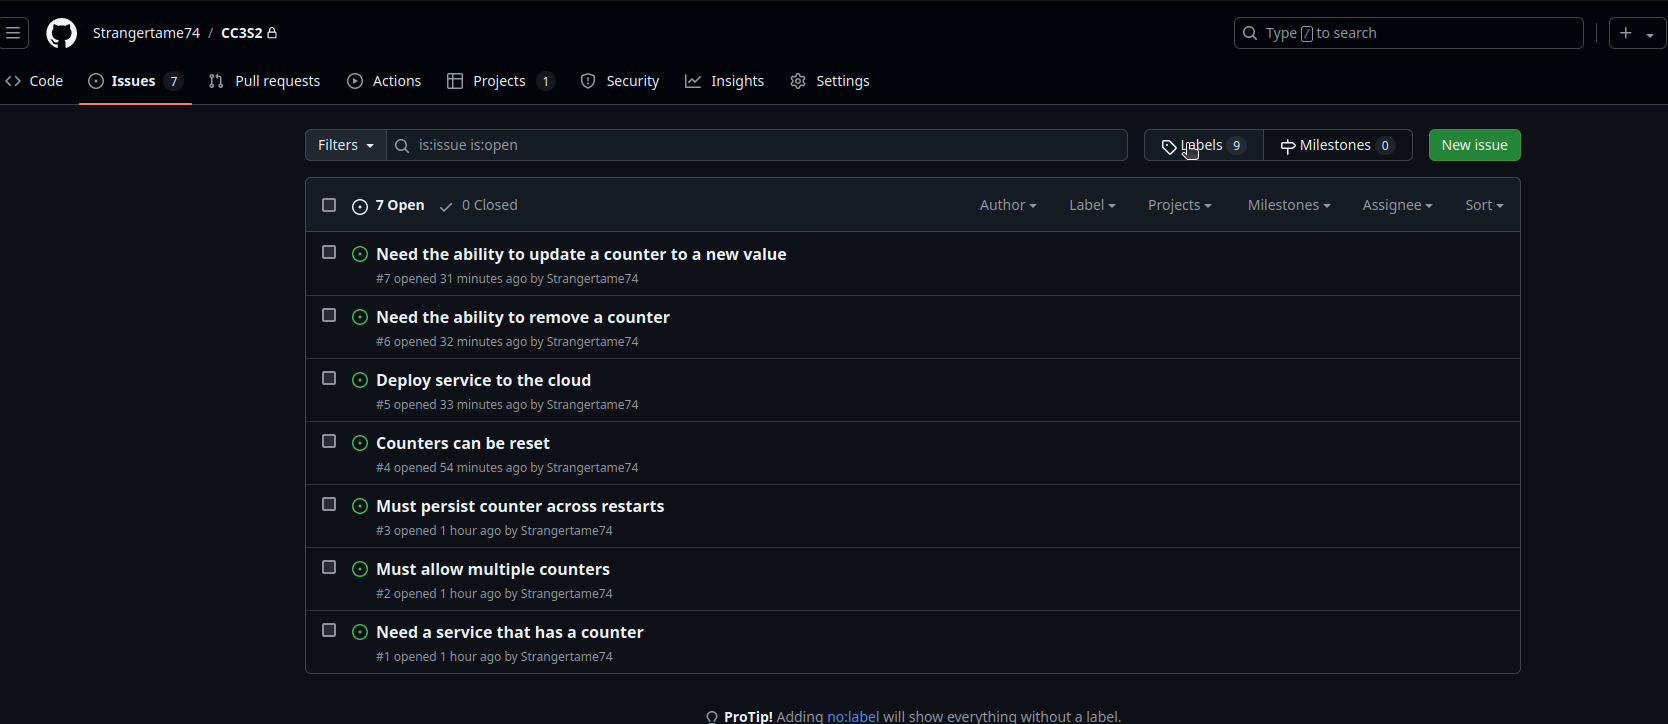 Strangertame74 / CC3S2
Type / to search
Code Issues 7 Pull requests Actions Projects 1 Security Insights Settings
Filters is:issue is:open Labels 9 Milestones 0 New issue
7 Open 0 Closed Author Label Projects Milestones Assignee Sort
Need the ability to update a counter to a new value
#7 opened 31 minutes ago by Strangertame74
Need the ability to remove a counter
#6 opened 32 minutes ago by Strangertame74
Deploy service to the cloud
#5 opened 33 minutes ago by Strangertame74
Counters can be reset
#4 opened 54 minutes ago by Strangertame74
Must persist counter across restarts
#3 opened 1 hour ago by Strangertame74
Must allow multiple counters
#2 opened 1 hour ago by Strangertame74
Need a service that has a counter
#1 opened 1 hour ago by Strangertame74
ProTip! Adding no:label will show everything without a label.